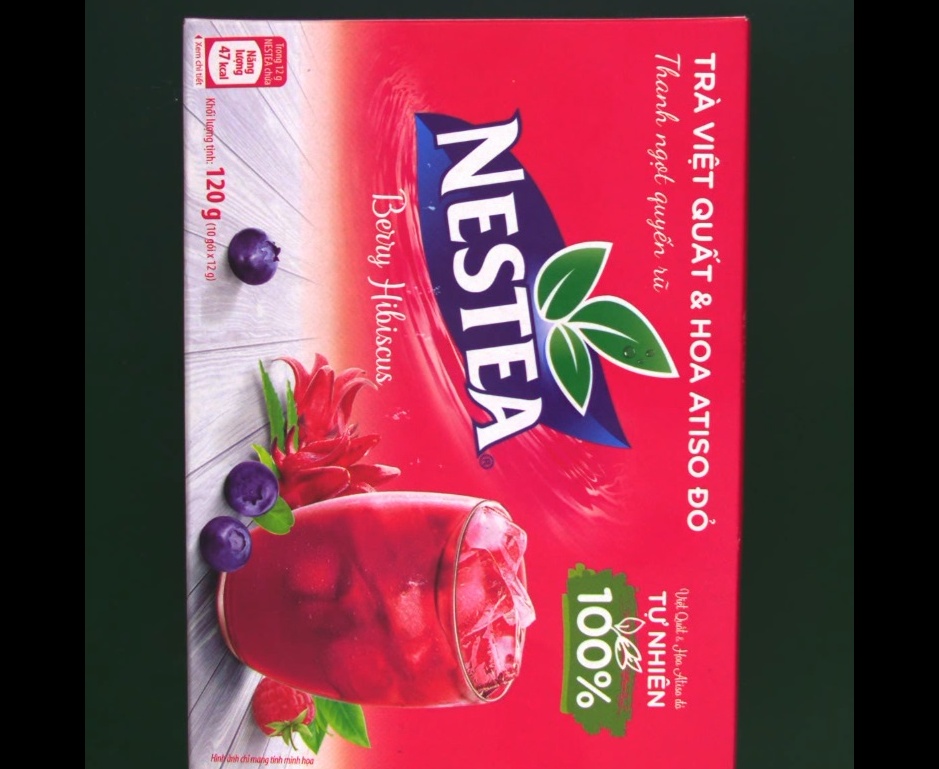 TRÀ VIỆT QUẤT & HOA ATISO ĐỎ
Thanh ngọt quyến rũ
NESTEA®
Berry Hibiscus
Việt Quất & Hoa Atiso đỏ
TỰ NHIÊN
100%
Trong 12 g
NESTEA chứa
Năng
lượng
47 kcal
Xem chi tiết
Khối lượng tịnh: 120 g (10 gói x 12 g)
Hình ảnh chỉ mang tính minh họa